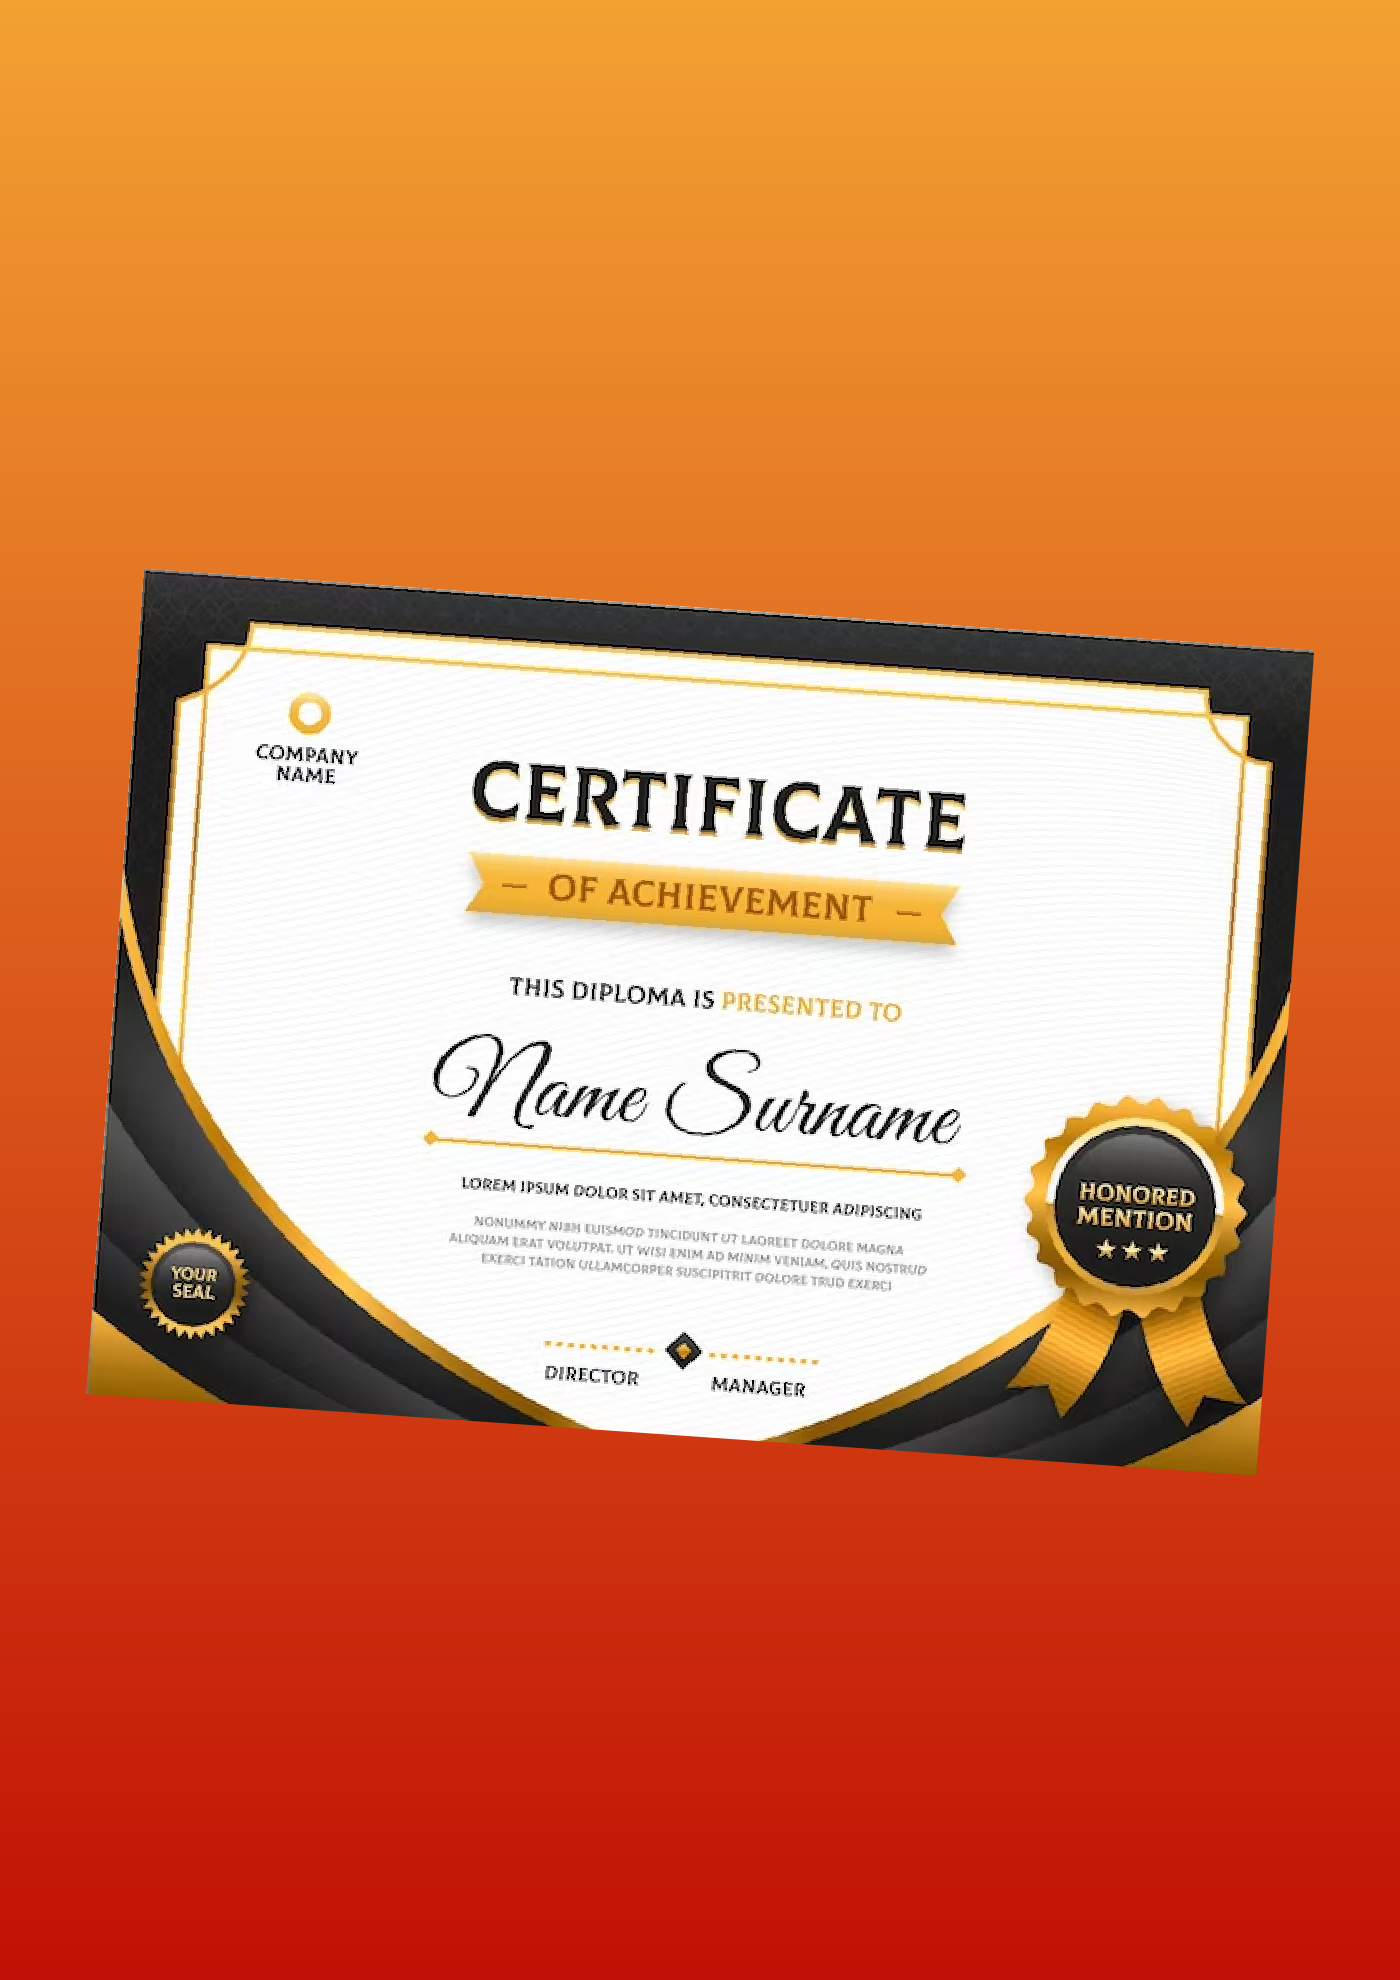 COMPANY
NAME
CERTIFICATE
— OF ACHIEVEMENT —
THIS DIPLOMA IS PRESENTED TO
Name Surname
LOREM IPSUM DOLOR SIT AMET, CONSECTETUER ADIPISCING
NONUMMY NIBH EUISMOD TINCIDUNT UT LAOREET DOLORE MAGNA
ALIQUAM ERAT VOLUTPAT. UT WISI ENIM AD MINIM VENIAM, QUIS NOSTRUD
EXERCI TATION ULLAMCORPER SUSCIPITRIT DOLORE TRUD EXERCI
HONORED
MENTION
YOUR
SEAL
DIRECTOR
MANAGER